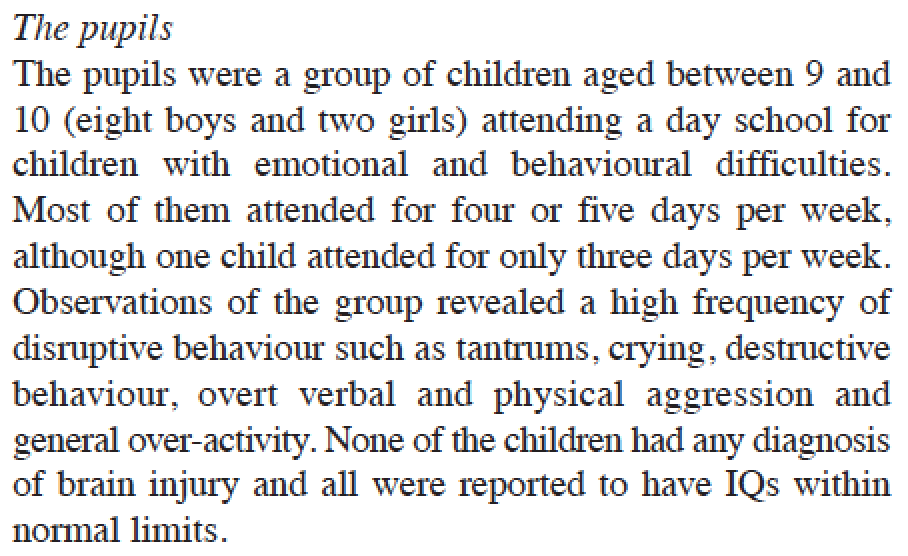 The pupils
The pupils were a group of children aged between 9 and
10 (eight boys and two girls) attending a day school for
children with emotional and behavioural difficulties.
Most of them attended for four or five days per week,
although one child attended for only three days per week.
Observations of the group revealed a high frequency of
disruptive behaviour such as tantrums, crying, destructive
behaviour, overt verbal and physical aggression and
general over-activity. None of the children had any diagnosis
of brain injury and all were reported to have IQs within
normal limits.